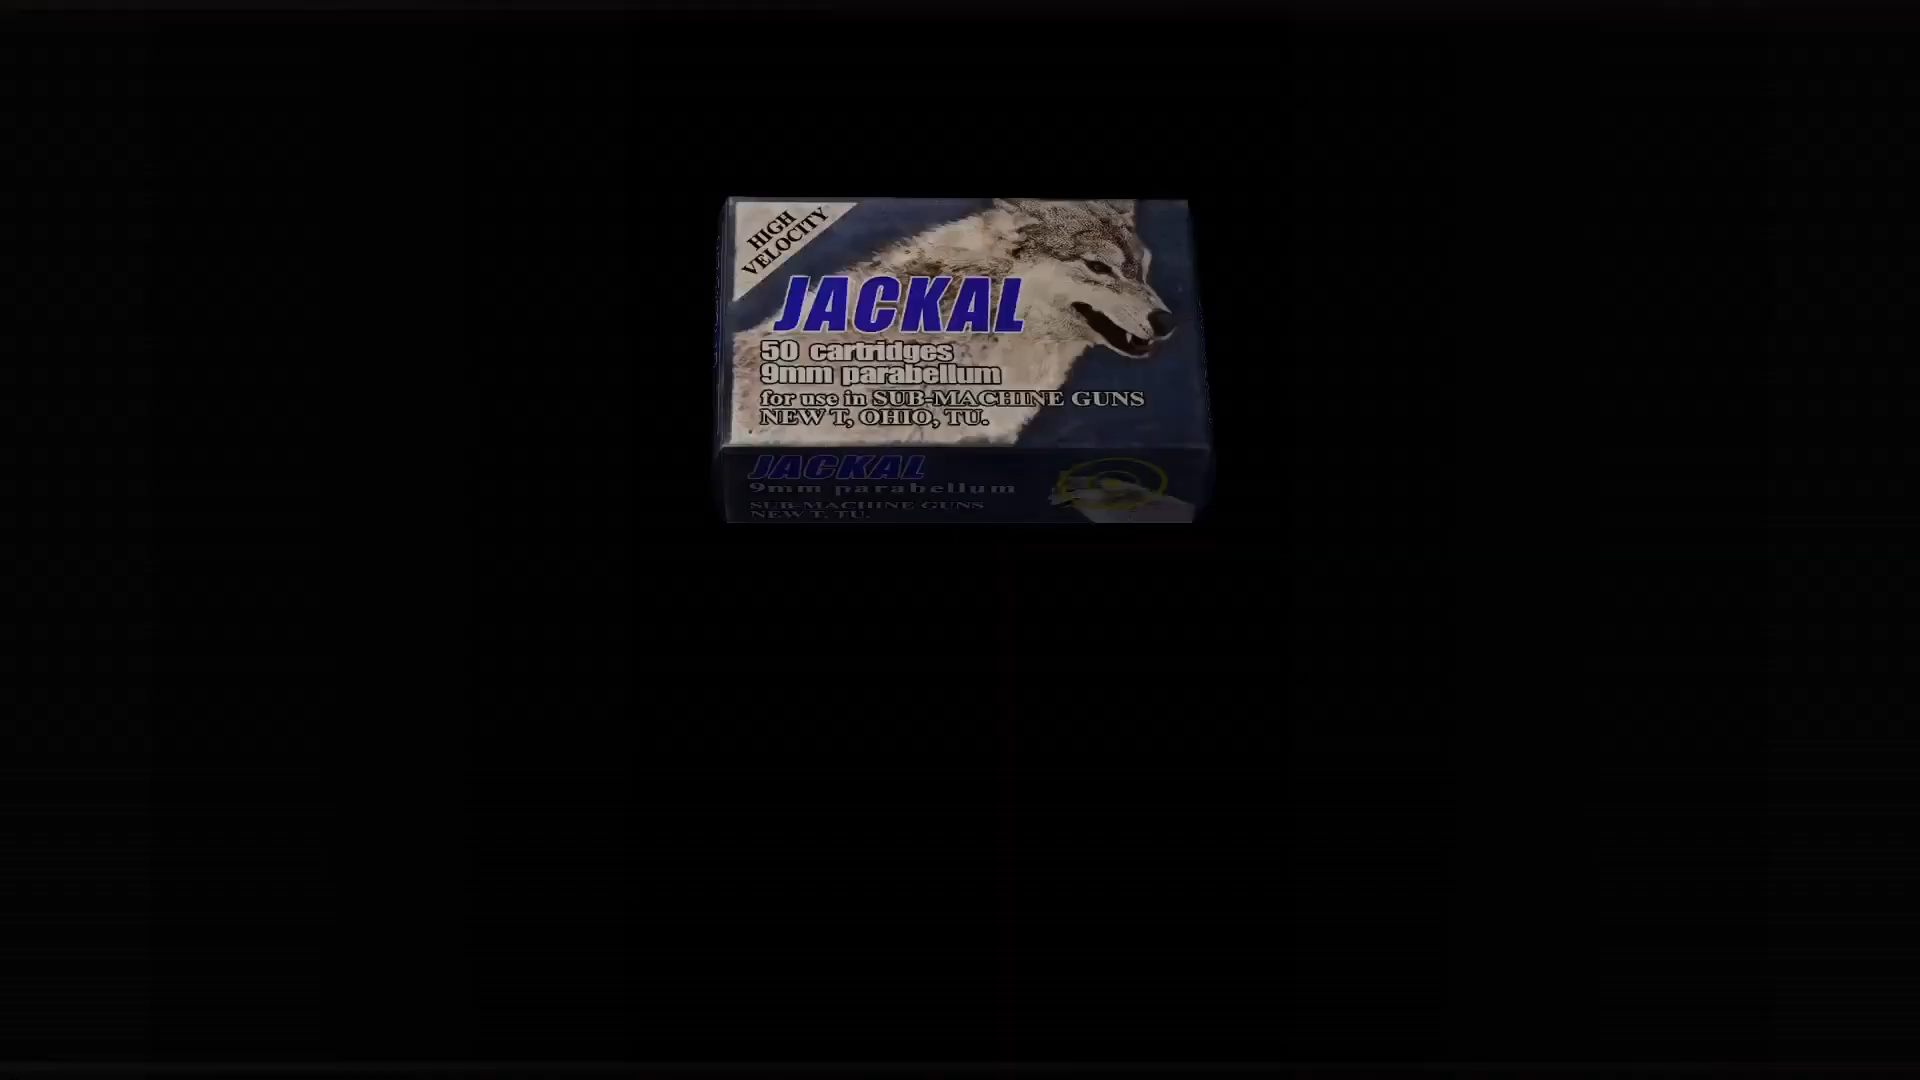 HIGH
VELOCITY
JACKAL
50 cartridges
9mm parabellum
for use in SUB-MACHINE GUNS
NEW T, OHIO, TU.
JACKAL
9mm parabellum
SUB-MACHINE GUNS
NEW T, TU.